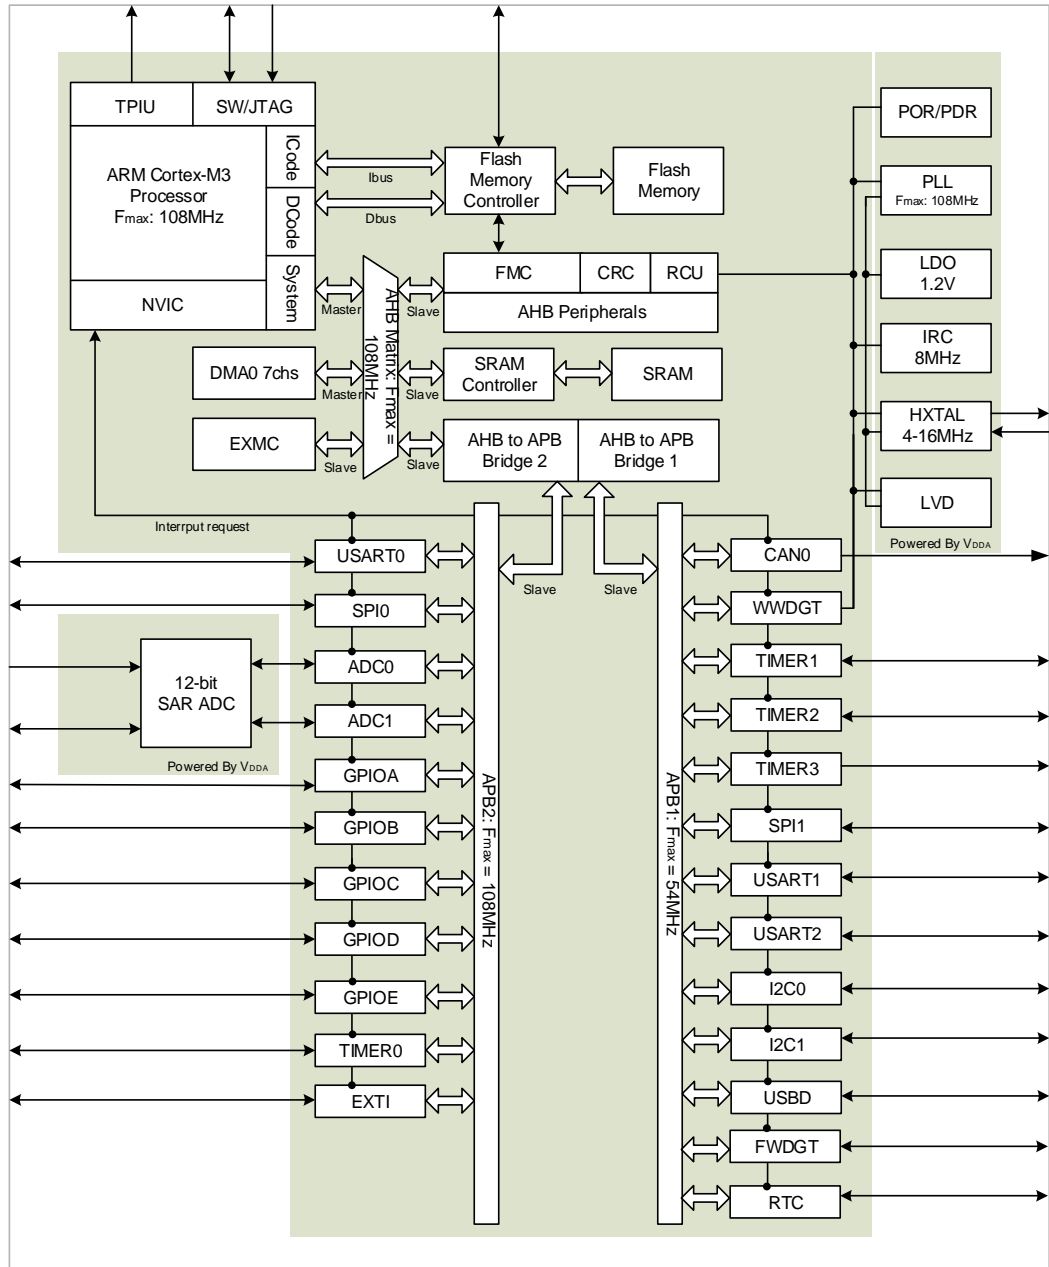 TPIU
SW/JTAG
ICode
ARM Cortex-M3
Processor
Fmax: 108MHz
DCode
System
NVIC
Ibus
Dbus
Flash
Memory
Controller
Flash
Memory
POR/PDR
PLL
Fmax: 108MHz
LDO
1.2V
IRC
8MHz
HXTAL
4-16MHz
LVD
Powered By VDDA
FMC
CRC
RCU
AHB Peripherals
Master
Slave
AHB Matrix: Fmax =
108MHz
DMA0 7chs
Master
Slave
SRAM
Controller
SRAM
EXMC
Slave
Slave
AHB to APB
Bridge 2
AHB to APB
Bridge 1
Interrput request
Slave
Slave
USART0
SPI0
ADC0
ADC1
GPIOA
GPIOB
GPIOC
GPIOD
GPIOE
TIMER0
EXTI
12-bit
SAR ADC
Powered By VDDA
APB2: Fmax = 108MHz
APB1: Fmax = 54MHz
CAN0
WWDGT
TIMER1
TIMER2
TIMER3
SPI1
USART1
USART2
I2C0
I2C1
USBD
FWDGT
RTC